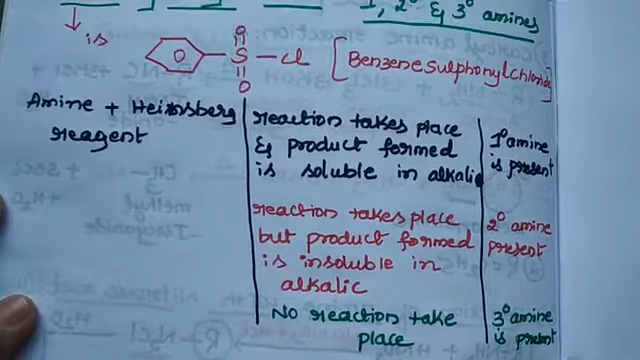 1, 2° & 3° amines
is
O
S
Cl
O
[Benzenesulphonylchloride]
Amine + Heinsberg
reagent
reaction takes place
& product formed
is soluble in alkalic
1° amine
is present
reaction takes place
but product formed
is insoluble in
alkalic
2° amine
present
No reaction take
place
3° amine
is present